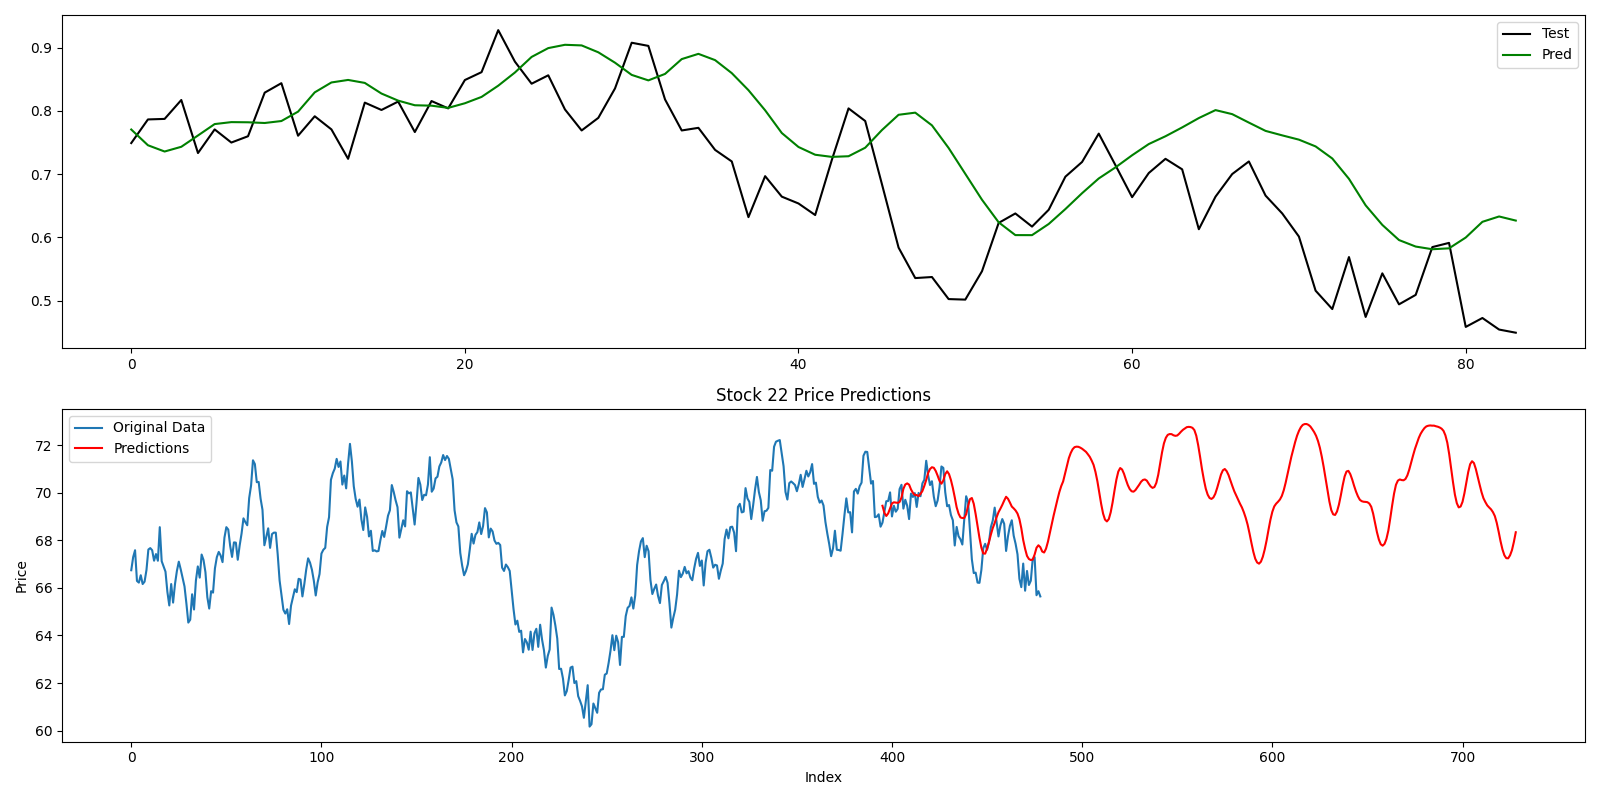 0.9
0.8
0.7
0.6
0.5
0 20 40 60 80
Test
Pred
Stock 22 Price Predictions
Original Data
Predictions
Price
72
70
68
66
64
62
60
0 100 200 300 400 500 600 700
Index